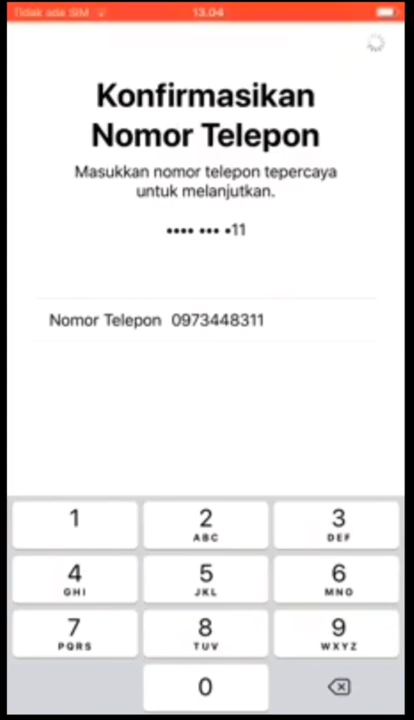 Tidak ada SIM 13.04
Konfirmasikan
Nomor Telepon
Masukkan nomor telepon tepercaya
untuk melanjutkan.
•••• ••• •11
Nomor Telepon 0973448311
1 2 3
ABC DEF
4 5 6
GHI JKL MNO
7 8 9
PQRS TUV WXYZ
0